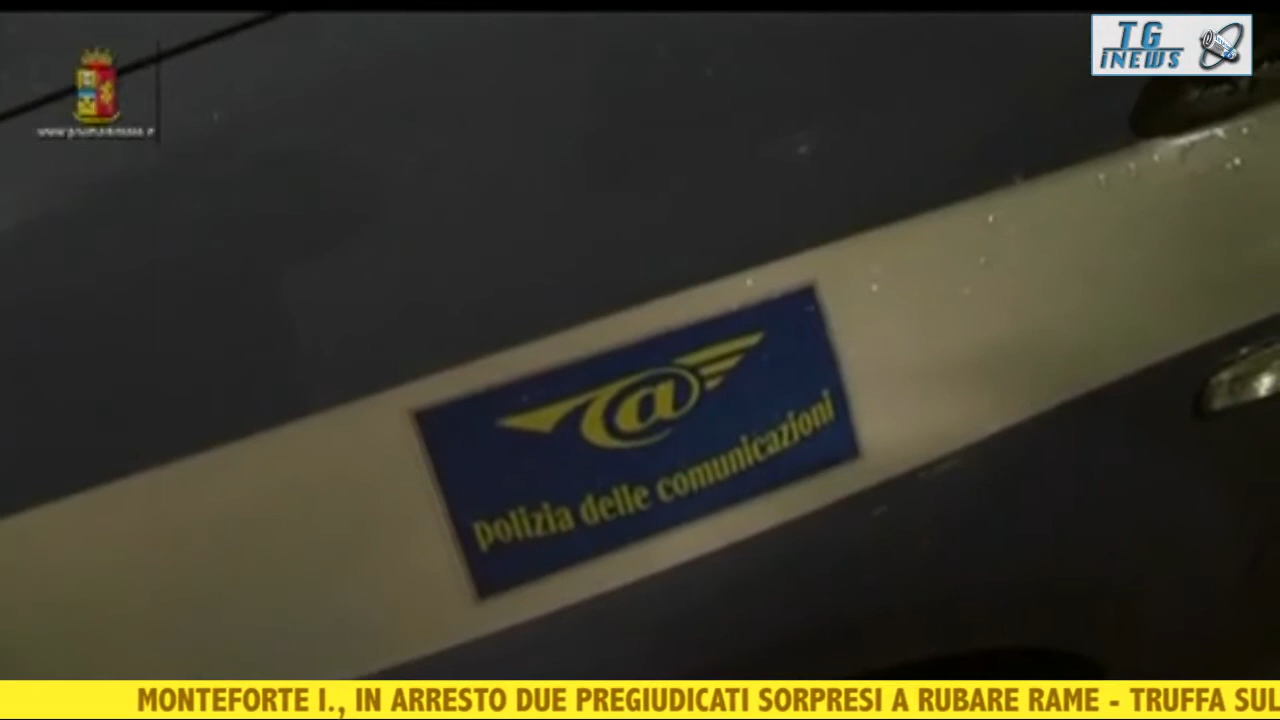 TG
INEWS
@
polizia delle comunicazioni
MONTEFORTE I., IN ARRESTO DUE PREGIUDICATI SORPRESI A RUBARE RAME - TRUFFA SUL